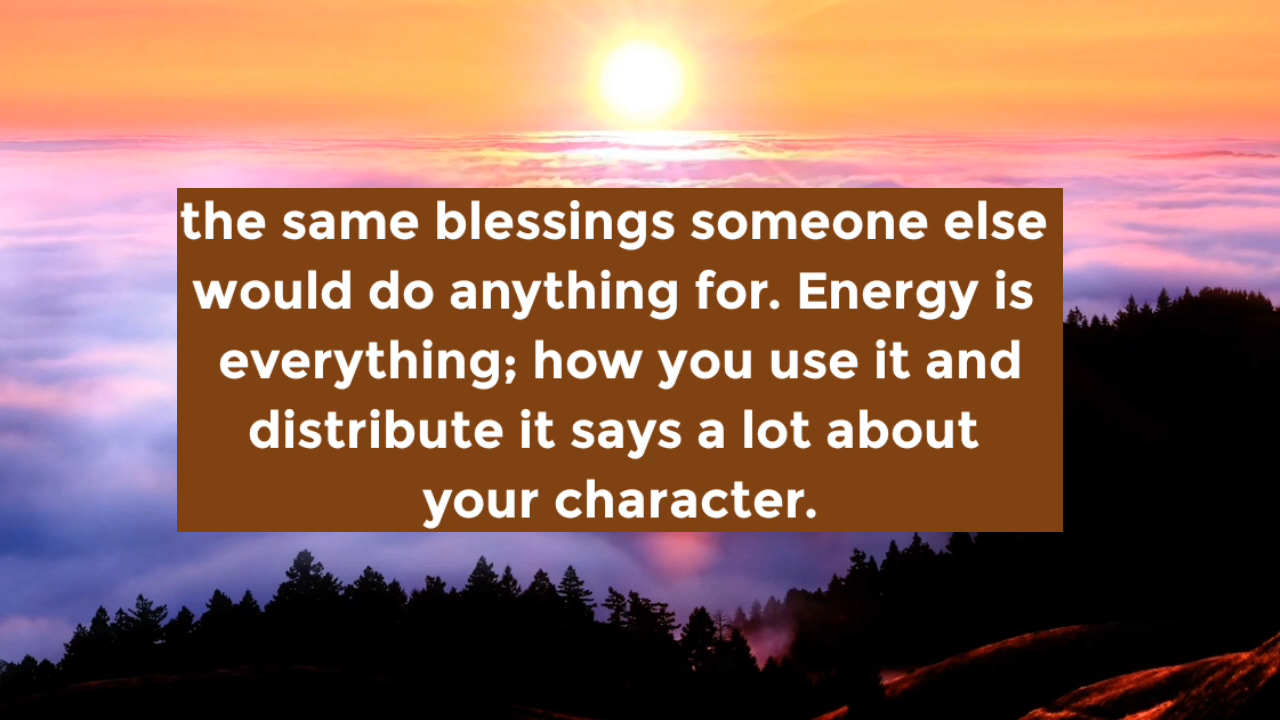 the same blessings someone else
would do anything for. Energy is
everything; how you use it and
distribute it says a lot about
your character.